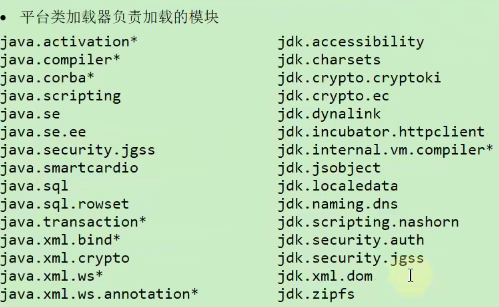 • 平台类加载器负责加载的模块
java.activation* jdk.accessibility
java.compiler* jdk.charsets
java.corba* jdk.crypto.cryptoki
java.scripting jdk.crypto.ec
java.se jdk.dynalink
java.se.ee jdk.incubator.httpclient
java.security.jgss jdk.internal.vm.compiler*
java.smartcardio jdk.jsobject
java.sql jdk.localedata
java.sql.rowset jdk.naming.dns
java.transaction* jdk.scripting.nashorn
java.xml.bind* jdk.security.auth
java.xml.crypto jdk.security.jgss
java.xml.ws* jdk.xml.dom
java.xml.ws.annotation* jdk.zipfs